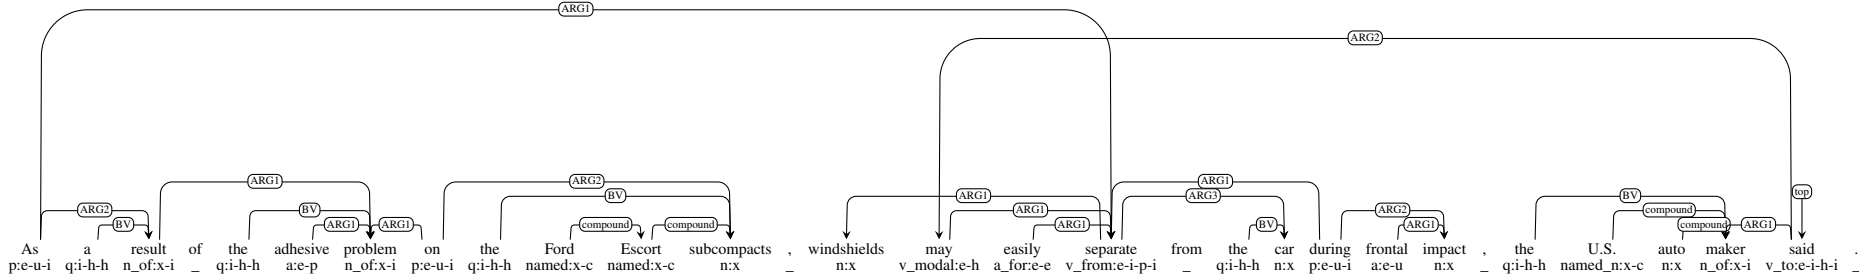 ARG1
ARG2
ARG1 ARG2 ARG1
BV ARG1 ARG3 BV top
ARG2 BV ARG1 ARG2 compound
BV ARG1 ARG1 compound compound ARG1 BV ARG1 compound ARG1
As a result of the adhesive problem on the Ford Escort subcompacts , windshields may easily separate from the car during frontal impact , the U.S. auto maker said .
p:e-u-i q:i-h-h n_of:x-i _ q:i-h-h a:e-p n_of:x-i p:e-u-i q:i-h-h named:x-c named:x-c n:x _ n:x v_modal:e-h a_for:e-e v_from:e-i-p-i _ q:i-h-h n:x p:e-u-i a:e-u n:x _ q:i-h-h named_n:x-c n:x n_of:x-i v_to:e-i-h-i _